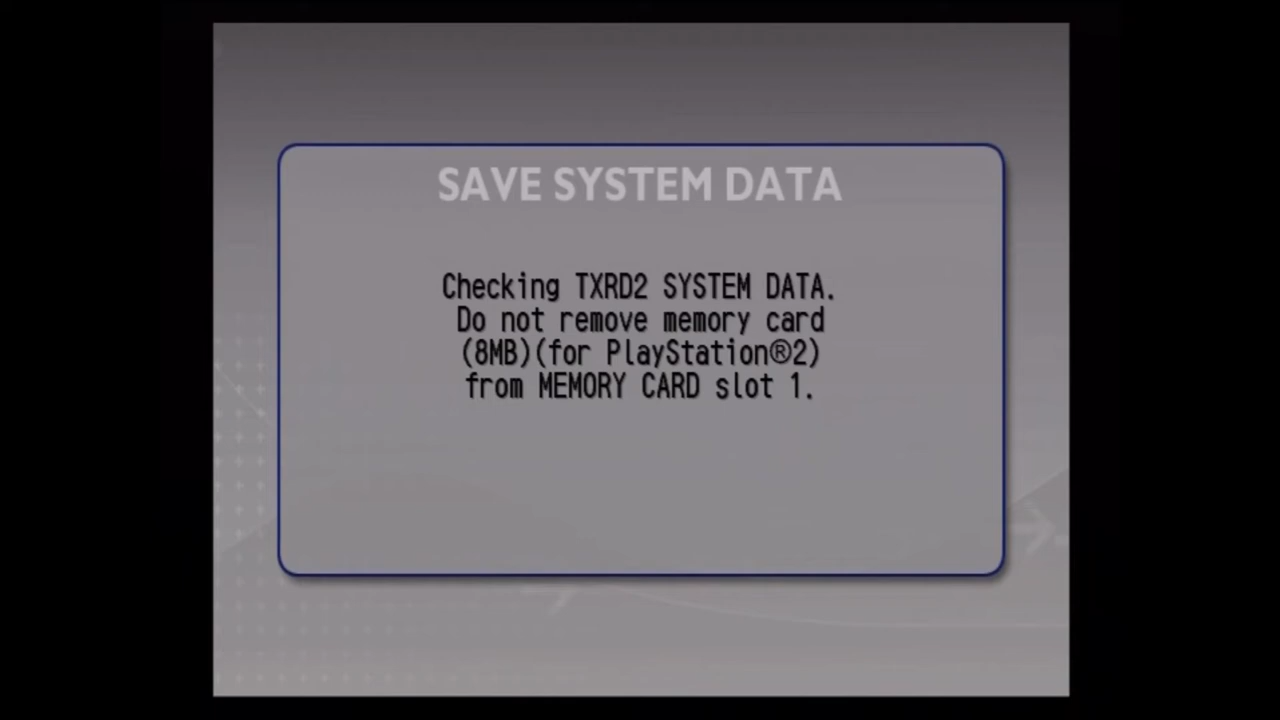 SAVE SYSTEM DATA
Checking TXRD2 SYSTEM DATA.
Do not remove memory card
(8MB)(for PlayStation®2)
from MEMORY CARD slot 1.